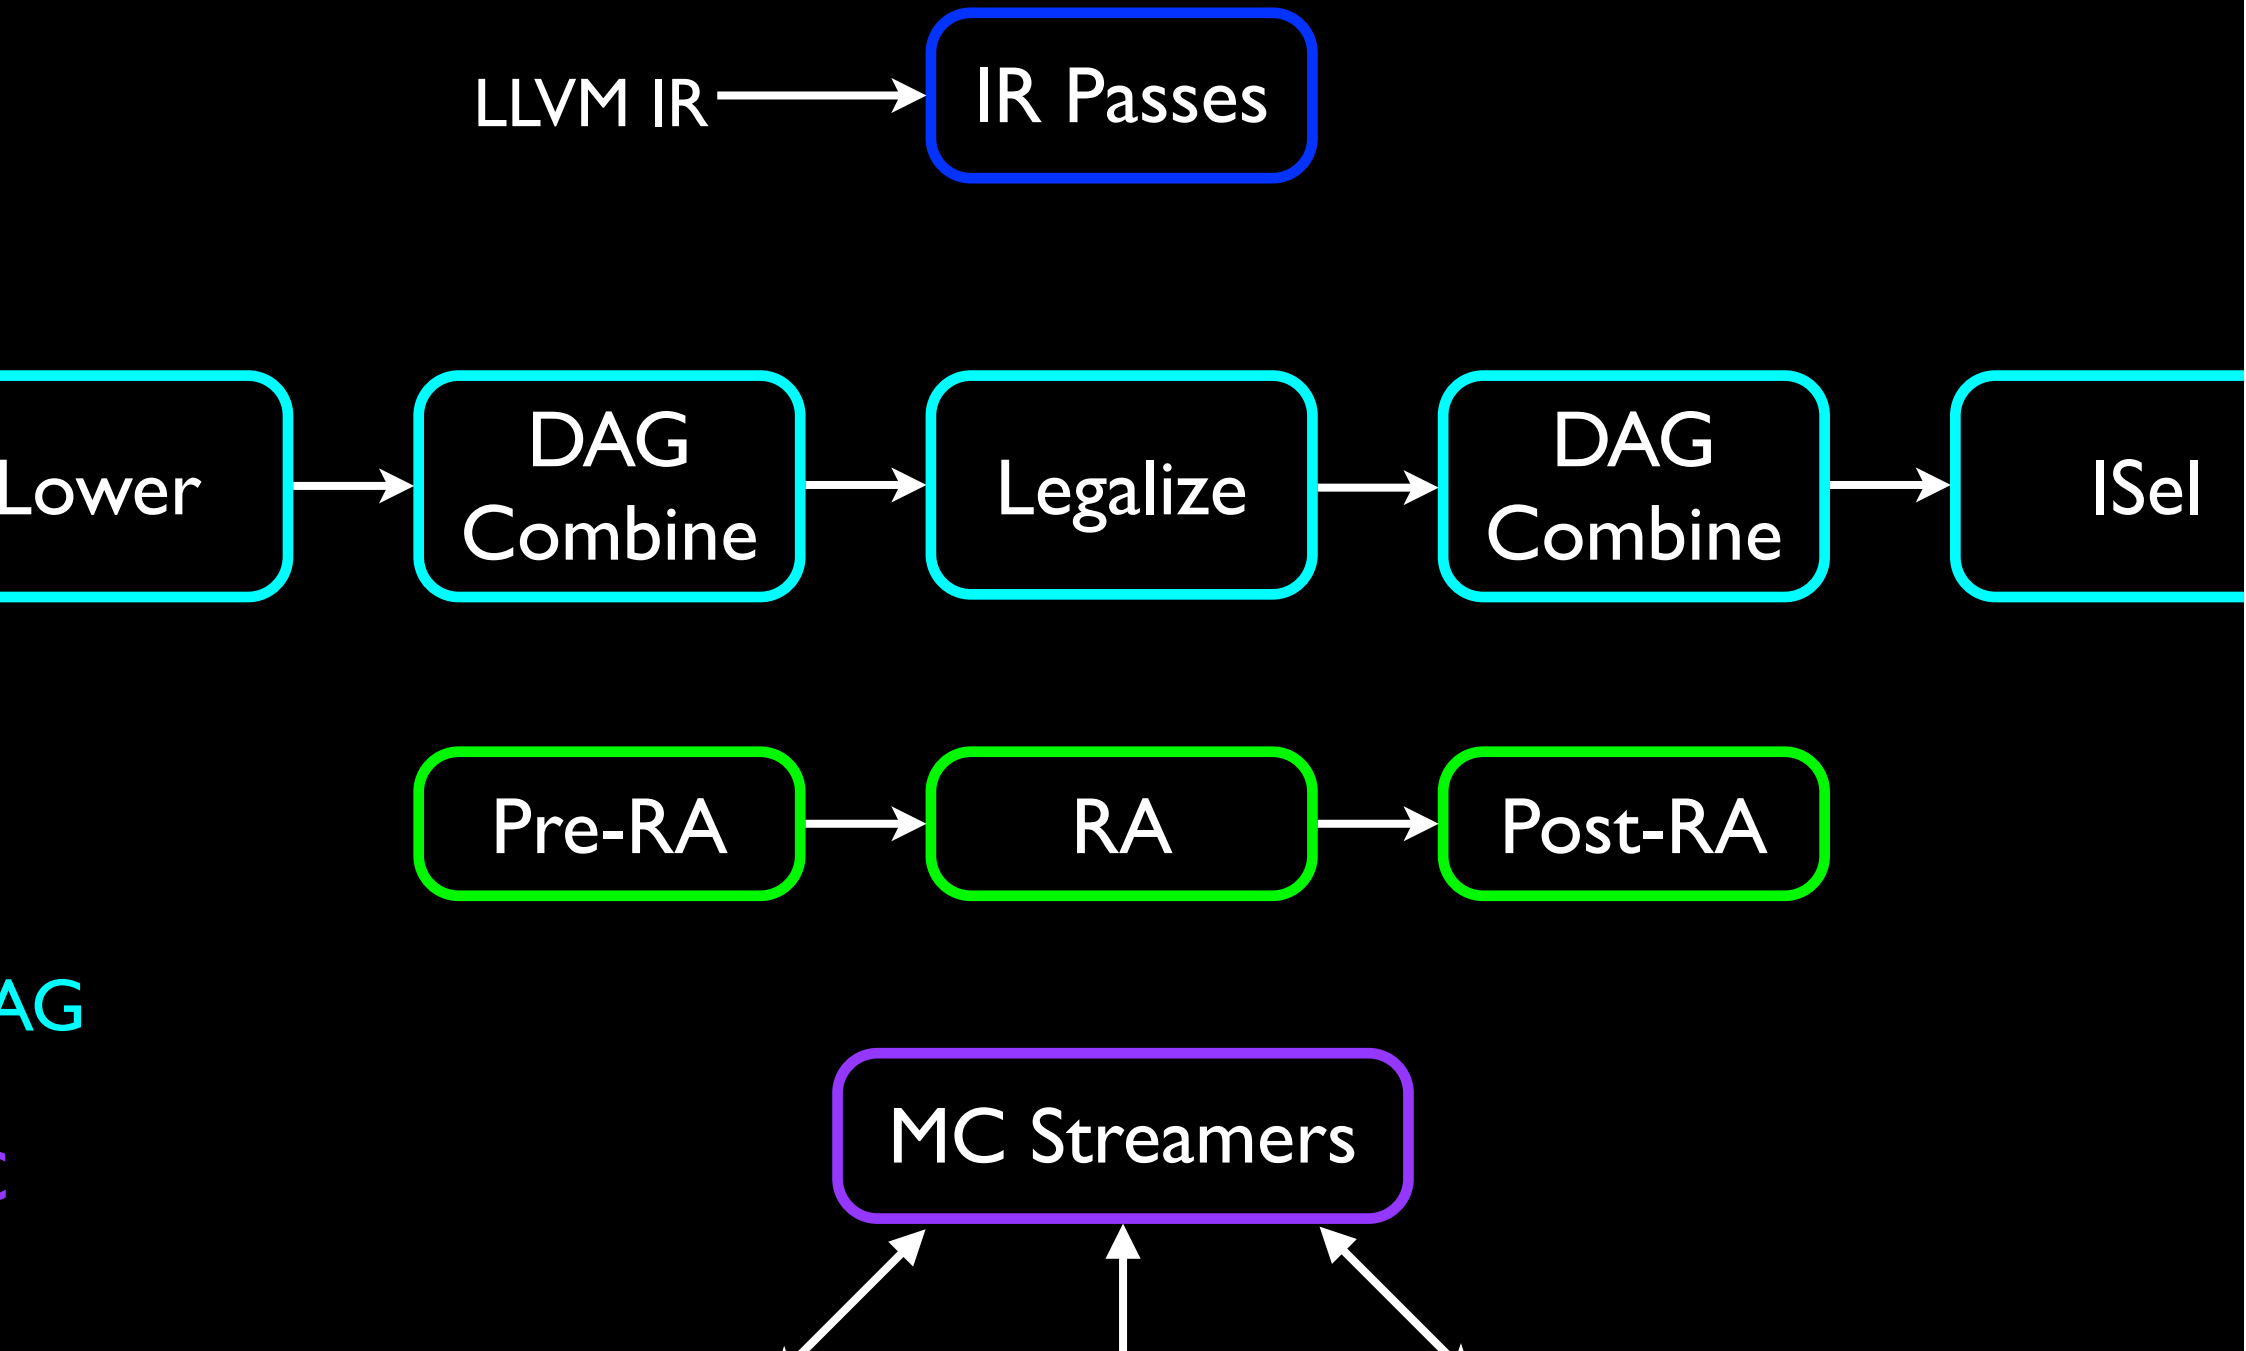 LLVM IR
IR Passes
Lower
DAG
Combine
Legalize
DAG
Combine
ISel
Pre-RA
RA
Post-RA
AG
MC Streamers